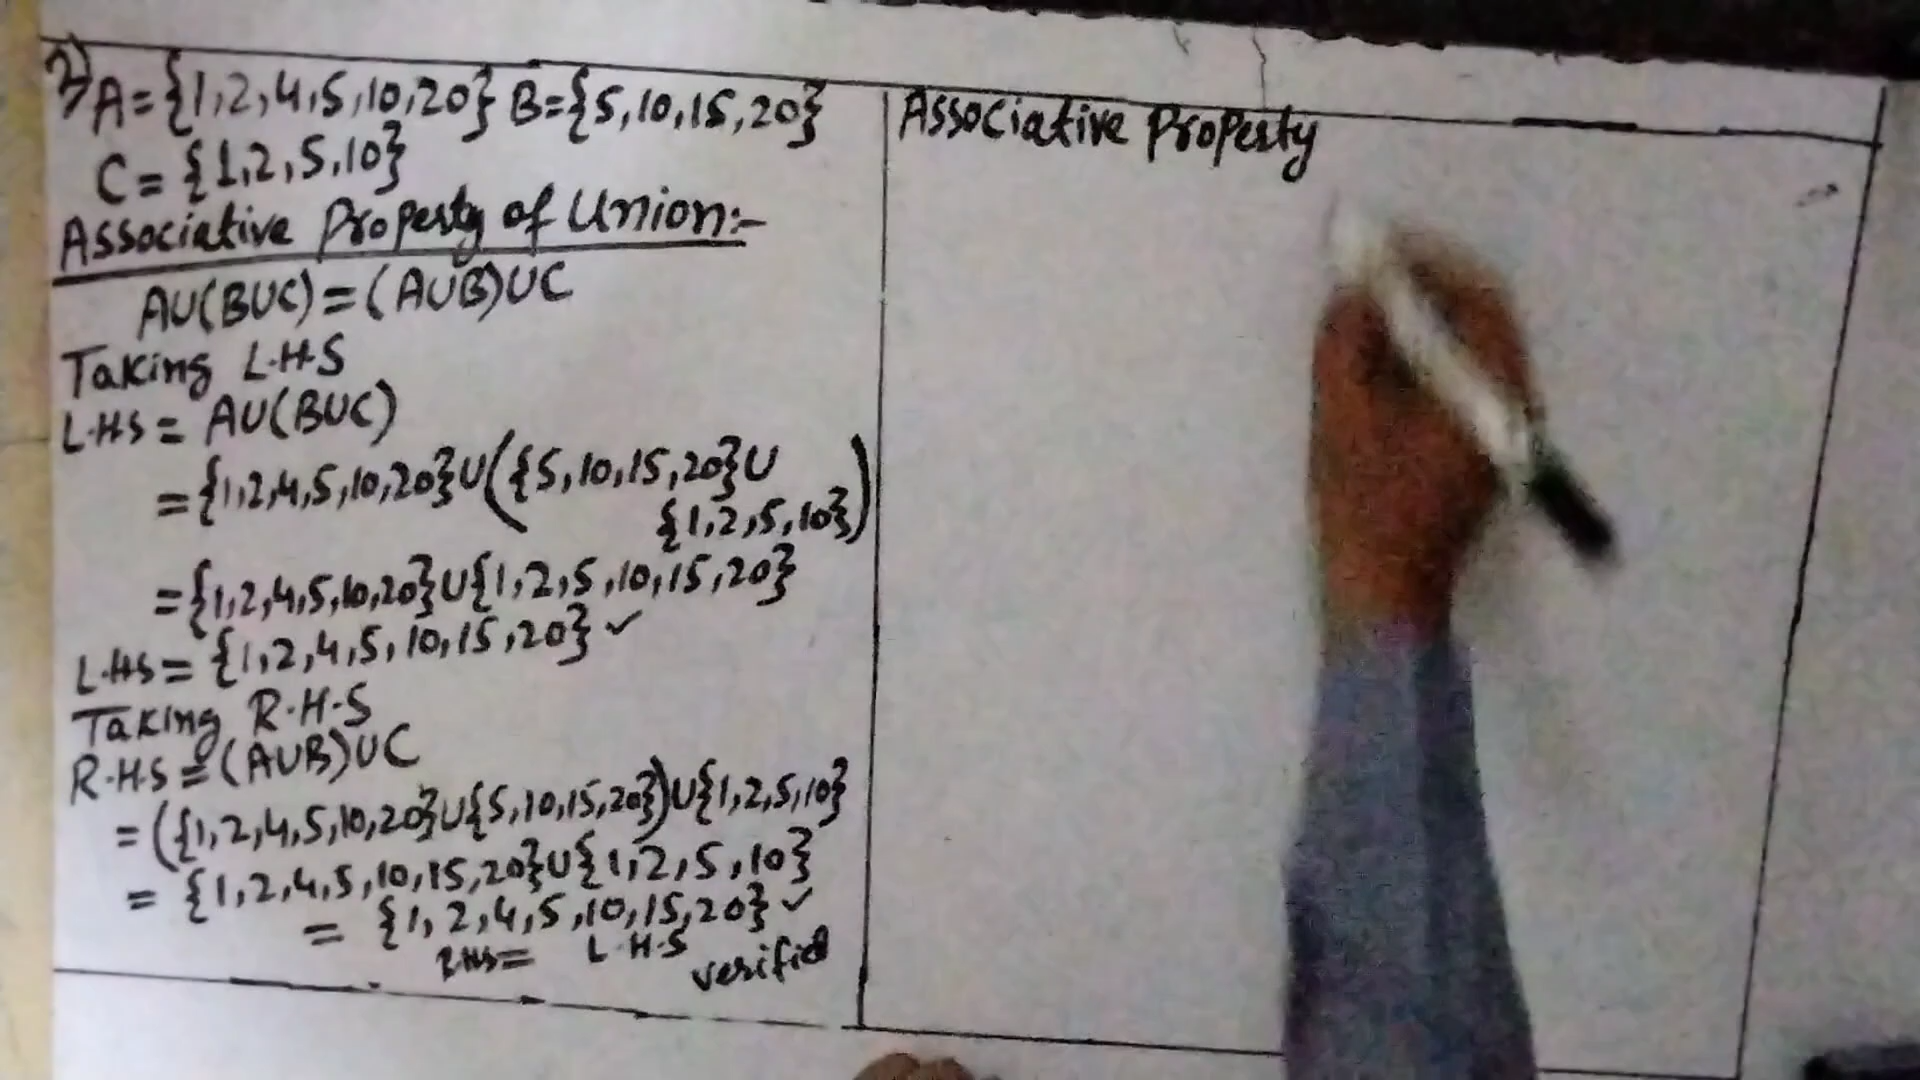 2) A={1,2,4,5,10,20} B={5,10,15,20}
C={1,2,5,10}
Associative Property of Union:-
AU(BUC)=(AUB)UC
Taking L.H.S
L.H.S = AU(BUC)
={1,2,4,5,10,20}U({5,10,15,20}U
{1,2,5,10})
={1,2,4,5,10,20}U{1,2,5,10,15,20}
L.H.S={1,2,4,5,10,15,20} ✓
Taking R.H.S
R.H.S=(AUB)UC
=({1,2,4,5,10,20}U{5,10,15,20})U{1,2,5,10}
={1,2,4,5,10,15,20}U{1,2,5,10}
={1,2,4,5,10,15,20} ✓
R.H.S= L.H.S verified
Associative Property